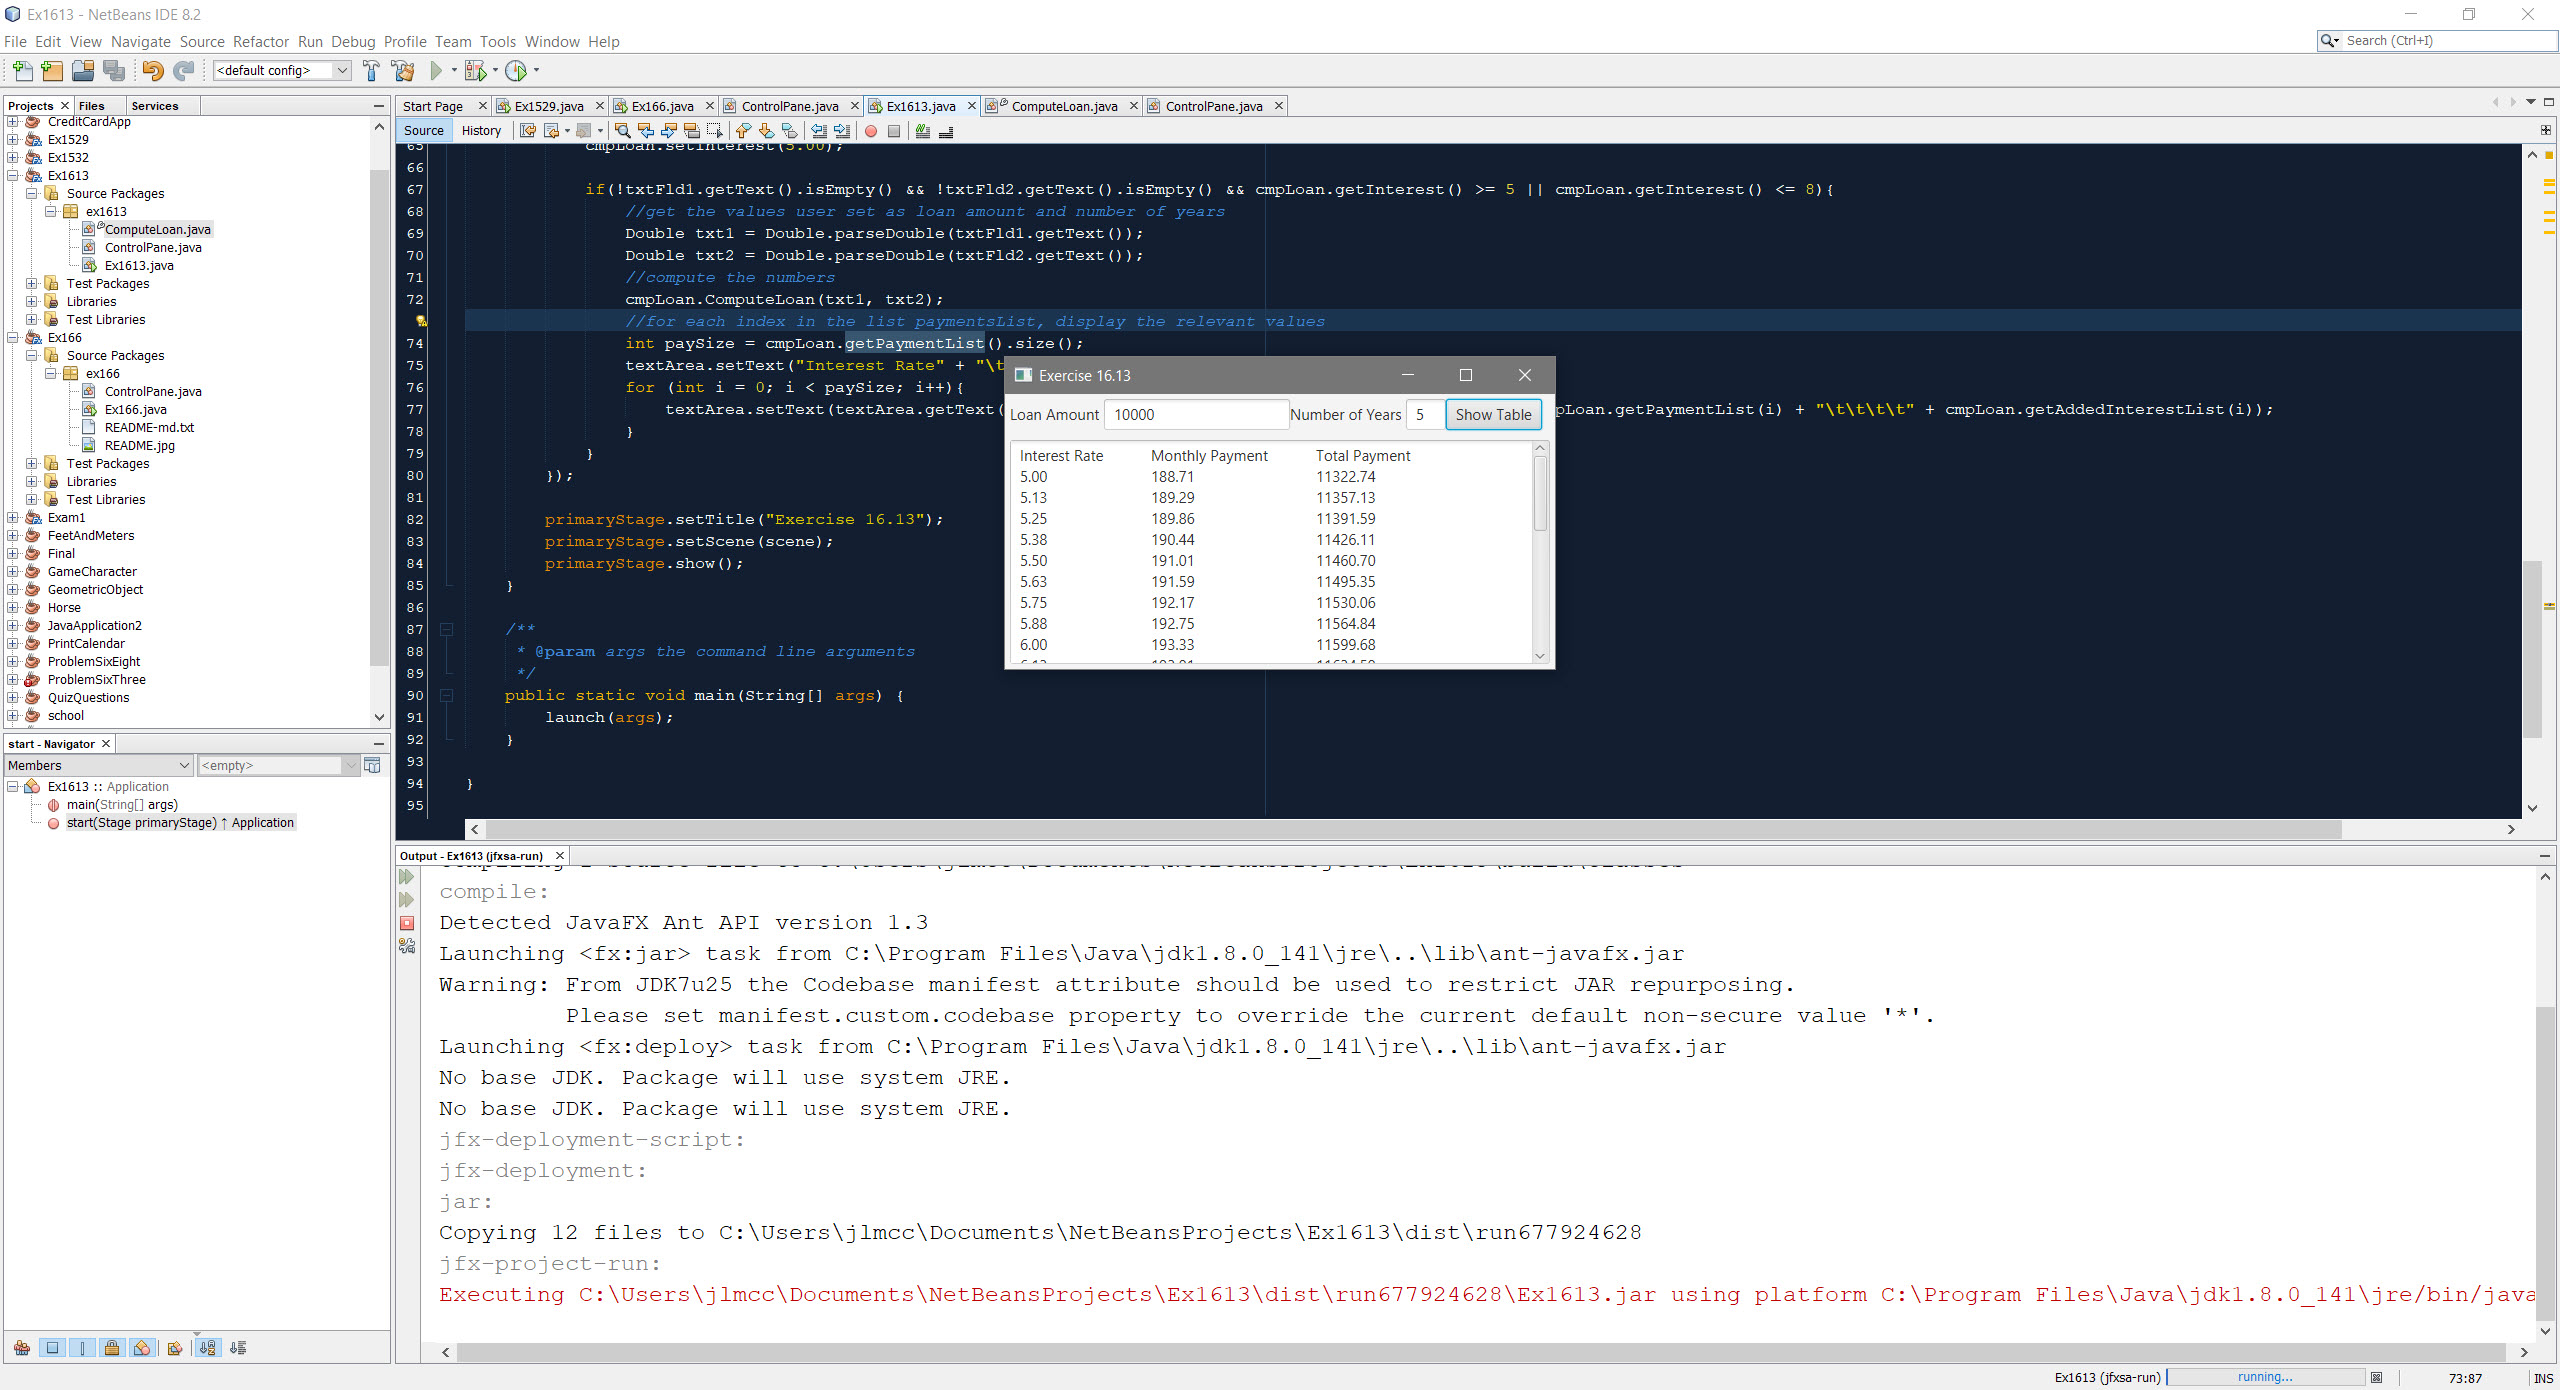 Ex1613 - NetBeans IDE 8.2
File Edit View Navigate Source Refactor Run Debug Profile Team Tools Window Help
Search (Ctrl+I)
<default config>
Projects Files Services
CreditCardApp
Ex1529
Ex1532
Ex1613
Source Packages
ex1613
ComputeLoan.java
ControlPane.java
Ex1613.java
Test Packages
Libraries
Test Libraries
Ex166
Source Packages
ex166
ControlPane.java
Ex166.java
README-md.txt
README.jpg
Test Packages
Libraries
Test Libraries
Exam1
FeetAndMeters
Final
GameCharacter
GeometricObject
Horse
JavaApplication2
PrintCalendar
ProblemSixEight
ProblemSixThree
QuizQuestions
school
start - Navigator
Members <empty>
Ex1613 :: Application
main(String[] args)
start(Stage primaryStage) ↑ Application
Start Page Ex1529.java Ex166.java ControlPane.java Ex1613.java ComputeLoan.java ControlPane.java
Source History
65 cmpLoan.setInterest(5.00);
66
67 if(!txtFld1.getText().isEmpty() && !txtFld2.getText().isEmpty() && cmpLoan.getInterest() >= 5 || cmpLoan.getInterest() <= 8){
68 //get the values user set as loan amount and number of years
69 Double txt1 = Double.parseDouble(txtFld1.getText());
70 Double txt2 = Double.parseDouble(txtFld2.getText());
71 //compute the numbers
72 cmpLoan.ComputeLoan(txt1, txt2);
//for each index in the list paymentsList, display the relevant values
74 int paySize = cmpLoan.getPaymentList().size();
75 textArea.setText("Interest Rate" + "\t
76 for (int i = 0; i < paySize; i++){
77 textArea.setText(textArea.getText( pLoan.getPaymentList(i) + "\t\t\t\t" + cmpLoan.getAddedInterestList(i));
78 }
79 }
80 });
81
82 primaryStage.setTitle("Exercise 16.13");
83 primaryStage.setScene(scene);
84 primaryStage.show();
85 }
86
87 /**
88 * @param args the command line arguments
89 */
90 public static void main(String[] args) {
91 launch(args);
92 }
93
94 }
95
Exercise 16.13
Loan Amount 10000 Number of Years 5 Show Table
Interest Rate Monthly Payment Total Payment
5.00 188.71 11322.74
5.13 189.29 11357.13
5.25 189.86 11391.59
5.38 190.44 11426.11
5.50 191.01 11460.70
5.63 191.59 11495.35
5.75 192.17 11530.06
5.88 192.75 11564.84
6.00 193.33 11599.68
Output - Ex1613 (jfxsa-run)
compile:
Detected JavaFX Ant API version 1.3
Launching <fx:jar> task from C:\Program Files\Java\jdk1.8.0_141\jre\..\lib\ant-javafx.jar
Warning: From JDK7u25 the Codebase manifest attribute should be used to restrict JAR repurposing.
Please set manifest.custom.codebase property to override the current default non-secure value '*'.
Launching <fx:deploy> task from C:\Program Files\Java\jdk1.8.0_141\jre\..\lib\ant-javafx.jar
No base JDK. Package will use system JRE.
No base JDK. Package will use system JRE.
jfx-deployment-script:
jfx-deployment:
jar:
Copying 12 files to C:\Users\jlmcc\Documents\NetBeansProjects\Ex1613\dist\run677924628
jfx-project-run:
Executing C:\Users\jlmcc\Documents\NetBeansProjects\Ex1613\dist\run677924628\Ex1613.jar using platform C:\Program Files\Java\jdk1.8.0_141\jre/bin/java
Ex1613 (jfxsa-run) running... 73:87 INS